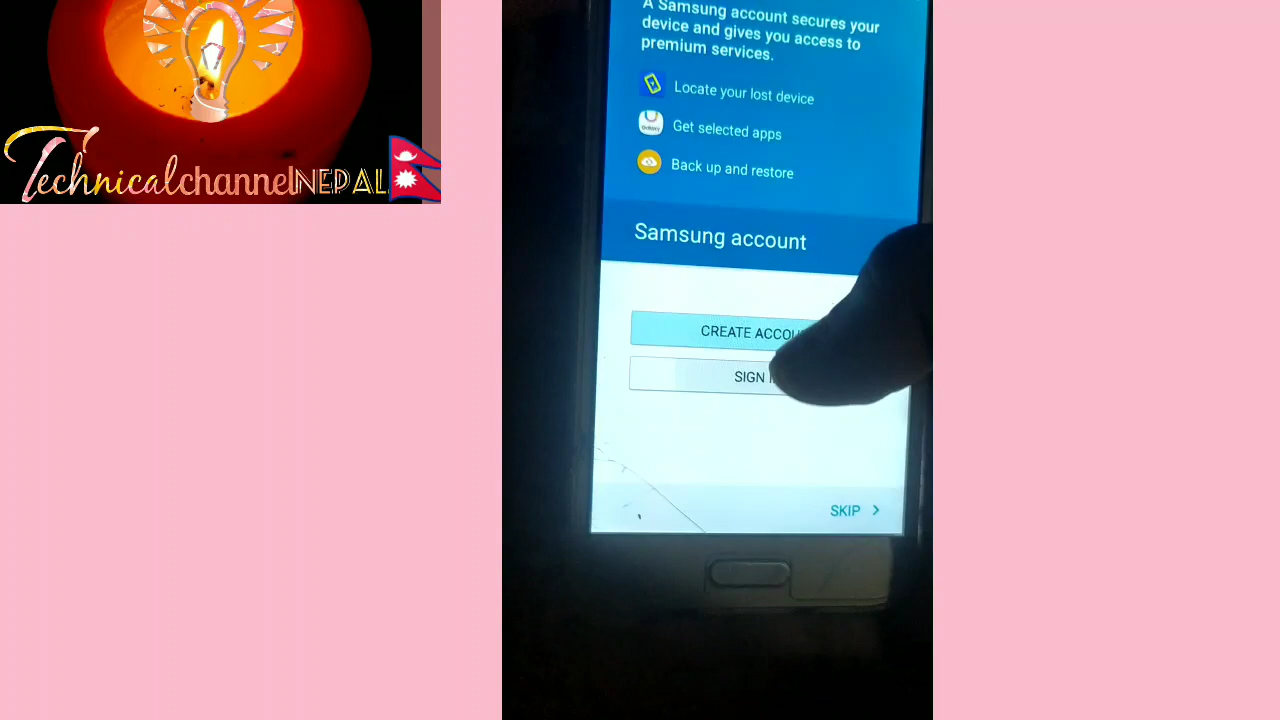 TechnicalchannelNEPAL
A Samsung account secures your
device and gives you access to
premium services.
Locate your lost device
Get selected apps
Back up and restore
Samsung account
CREATE
SIGN
SKIP